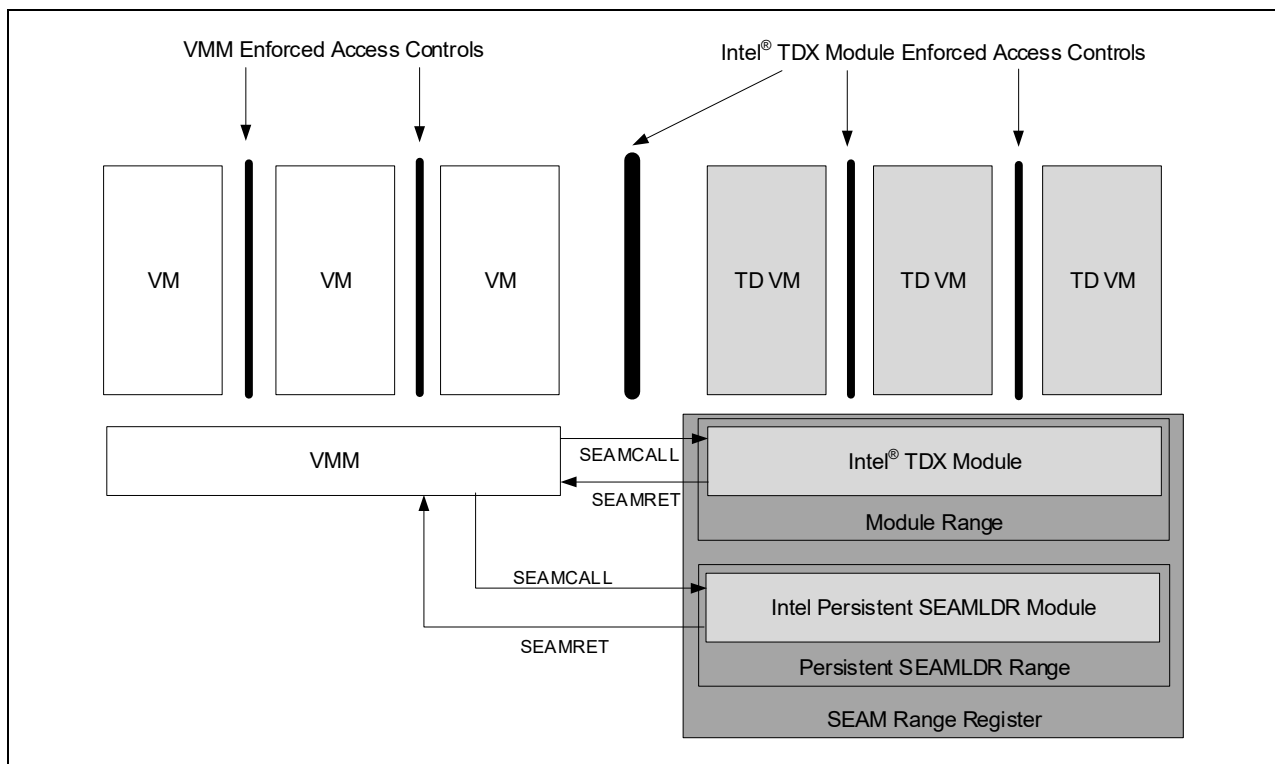 VMM Enforced Access Controls
Intel® TDX Module Enforced Access Controls
VM
VM
VM
TD VM
TD VM
TD VM
VMM
SEAMCALL
SEAMRET
Intel® TDX Module
Module Range
SEAMCALL
SEAMRET
Intel Persistent SEAMLDR Module
Persistent SEAMLDR Range
SEAM Range Register